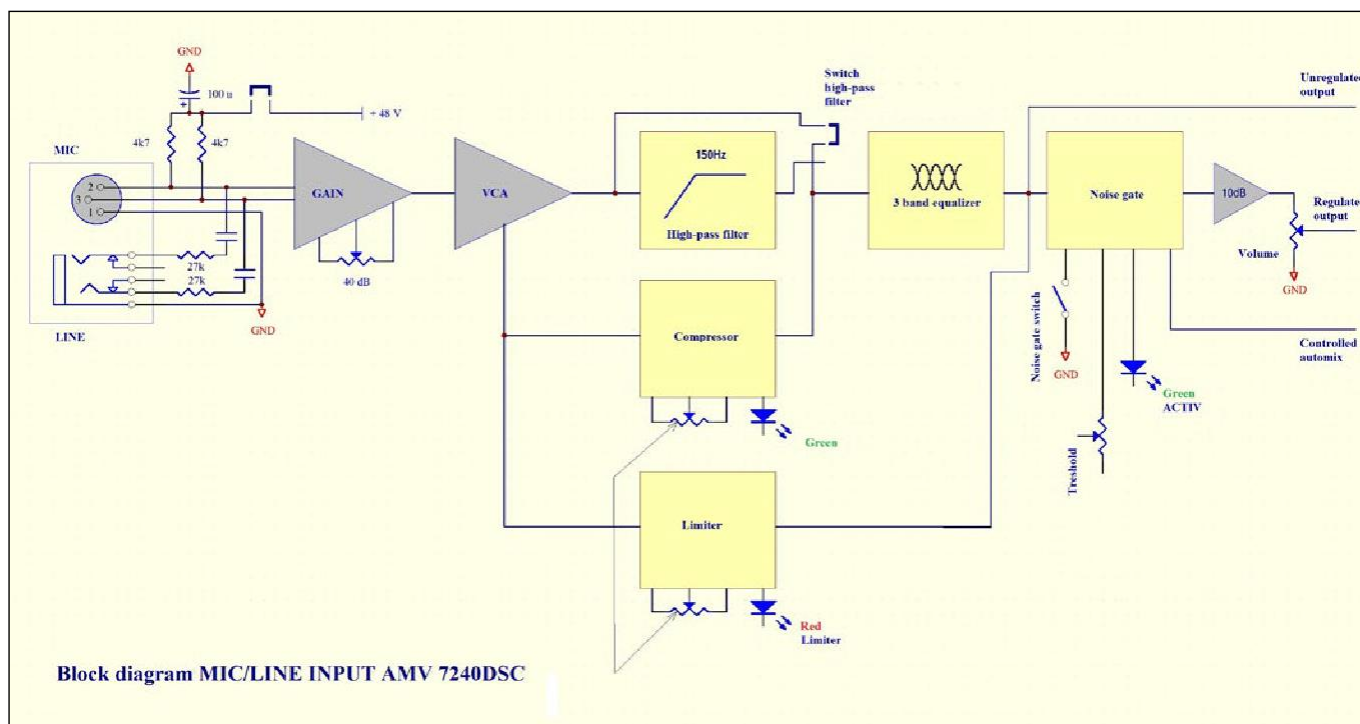 GND
100 u
+
+ 48 V
4k7
4k7
MIC
2
3
1
27k
27k
LINE
GND
GAIN
40 dB
VCA
Switch
high-pass
filter
150Hz
High-pass filter
3 band equalizer
Unregulated
output
Noise gate
10dB
Regulated
output
Volume
GND
Compressor
Green
Noise gate switch
GND
Controlled
automix
Green
ACTIV
Treshold
Limiter
Red
Limiter
Block diagram MIC/LINE INPUT AMV 7240DSC